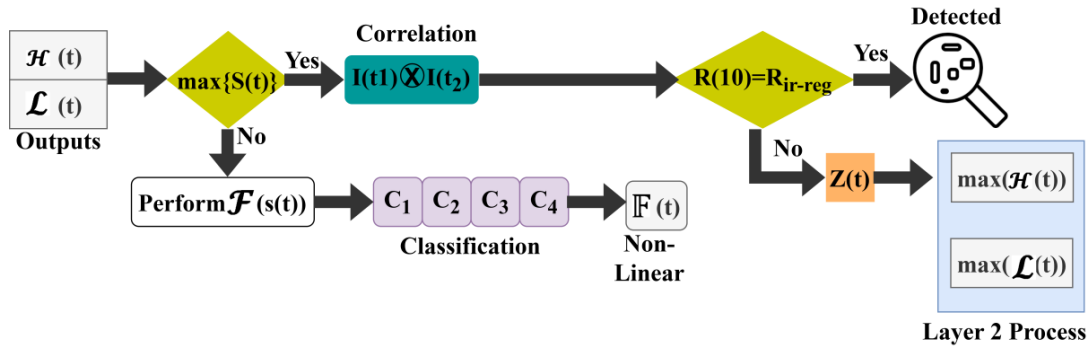 ℋ (t)
ℒ (t)
Outputs
max{S(t)}
Yes
No
Correlation
I(t1)⊗I(t₂)
R(10)=R_ir-reg
Yes
No
Detected
Perform ℱ(s(t))
C₁ C₂ C₃ C₄
Classification
𝔽 (t)
Non-
Linear
Z(t)
max(ℋ(t))
max(ℒ(t))
Layer 2 Process